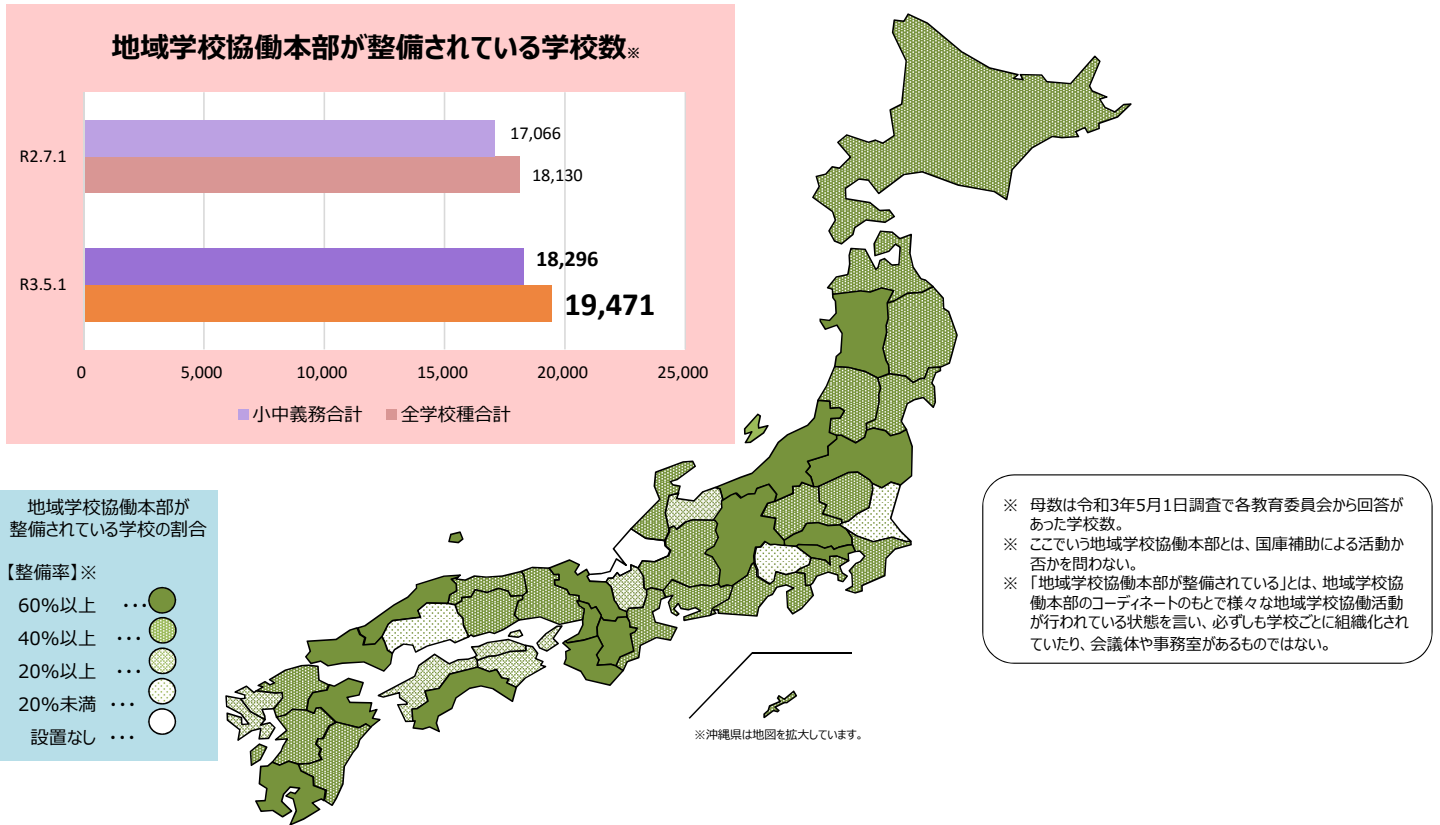 地域学校協働本部が整備されている学校数※
R2.7.1
17,066
18,130
R3.5.1
18,296
19,471
0 5,000 10,000 15,000 20,000 25,000
■小中義務合計 ■全学校種合計
地域学校協働本部が
整備されている学校の割合
【整備率】※
60%以上 ・・・
40%以上 ・・・
20%以上 ・・・
20%未満 ・・・
設置なし ・・・
※ 母数は令和3年5月1日調査で各教育委員会から回答が
あった学校数。
※ ここでいう地域学校協働本部とは、国庫補助による活動か
否かを問わない。
※ 「地域学校協働本部が整備されている」とは、地域学校協
働本部のコーディネートのもとで様々な地域学校協働活動
が行われている状態を言い、必ずしも学校ごとに組織化され
ていたり、会議体や事務室があるものではない。
※沖縄県は地図を拡大しています。